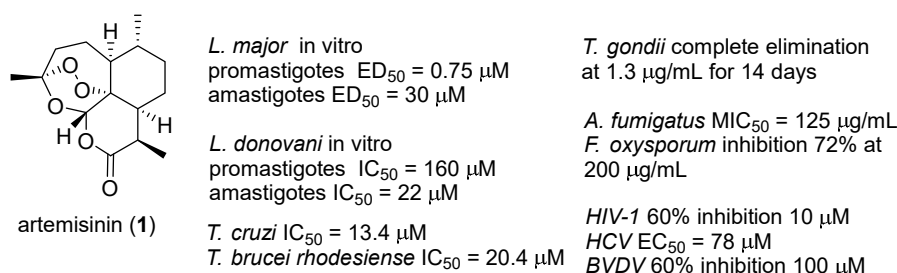 O
O
O
H
H
O
O
artemisinin (1)
L. major in vitro
promastigotes ED50 = 0.75 μM
amastigotes ED50 = 30 μM
L. donovani in vitro
promastigotes IC50 = 160 μM
amastigotes IC50 = 22 μM
T. cruzi IC50 = 13.4 μM
T. brucei rhodesiense IC50 = 20.4 μM
T. gondii complete elimination
at 1.3 μg/mL for 14 days
A. fumigatus MIC50 = 125 μg/mL
F. oxysporum inhibition 72% at
200 μg/mL
HIV-1 60% inhibition 10 μM
HCV EC50 = 78 μM
BVDV 60% inhibition 100 μM